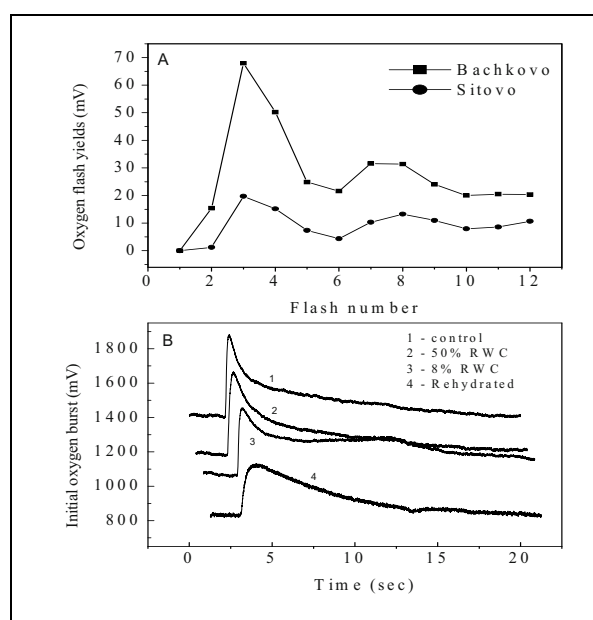 A
Bachkovo
Sitovo
Oxygen flash yields (mV)
70
60
50
40
30
20
10
0
0 2 4 6 8 10 12
Flash number
B
1 - control
2 - 50% RWC
3 - 8% RWC
4 - Rehydrated
Initial oxygen burst (mV)
1800
1600
1400
1200
1000
800
1
2
3
4
0 5 10 15 20
Time (sec)